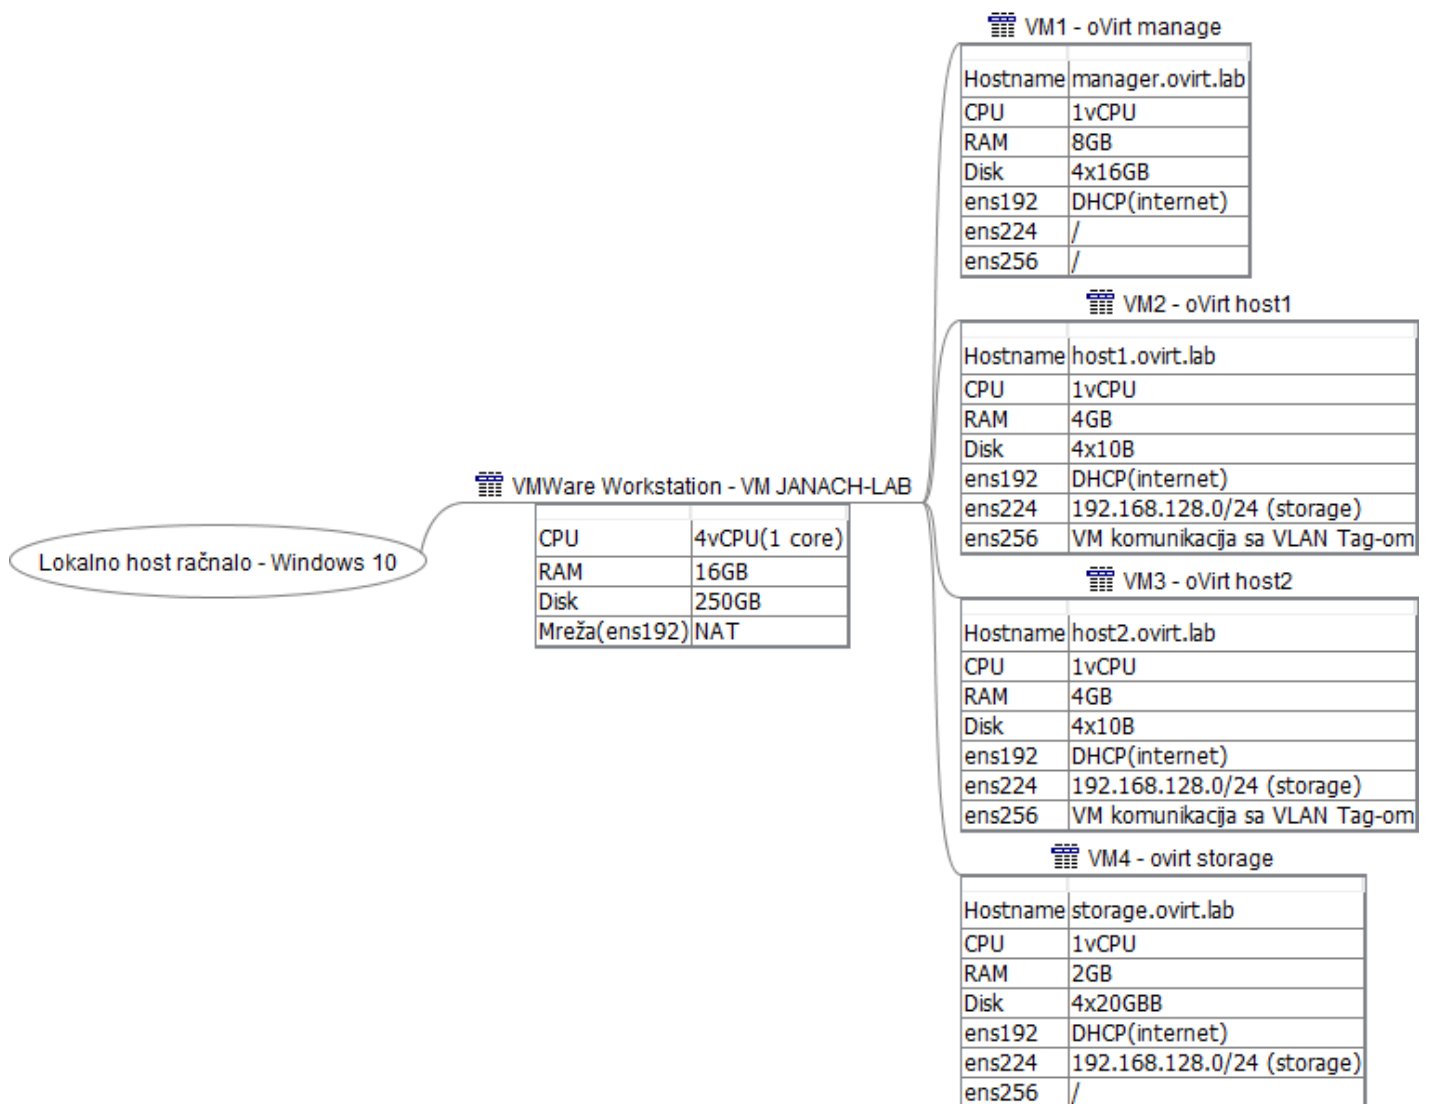 Lokalno host račnalo - Windows 10
VMWare Workstation - VM JANACH-LAB
CPU 4vCPU(1 core)
RAM 16GB
Disk 250GB
Mreža(ens192) NAT
VM1 - oVirt manage
Hostname manager.ovirt.lab
CPU 1vCPU
RAM 8GB
Disk 4x16GB
ens192 DHCP(internet)
ens224 /
ens256 /
VM2 - oVirt host1
Hostname host1.ovirt.lab
CPU 1vCPU
RAM 4GB
Disk 4x10B
ens192 DHCP(internet)
ens224 192.168.128.0/24 (storage)
ens256 VM komunikacija sa VLAN Tag-om
VM3 - oVirt host2
Hostname host2.ovirt.lab
CPU 1vCPU
RAM 4GB
Disk 4x10B
ens192 DHCP(internet)
ens224 192.168.128.0/24 (storage)
ens256 VM komunikacija sa VLAN Tag-om
VM4 - ovirt storage
Hostname storage.ovirt.lab
CPU 1vCPU
RAM 2GB
Disk 4x20GBB
ens192 DHCP(internet)
ens224 192.168.128.0/24 (storage)
ens256 /